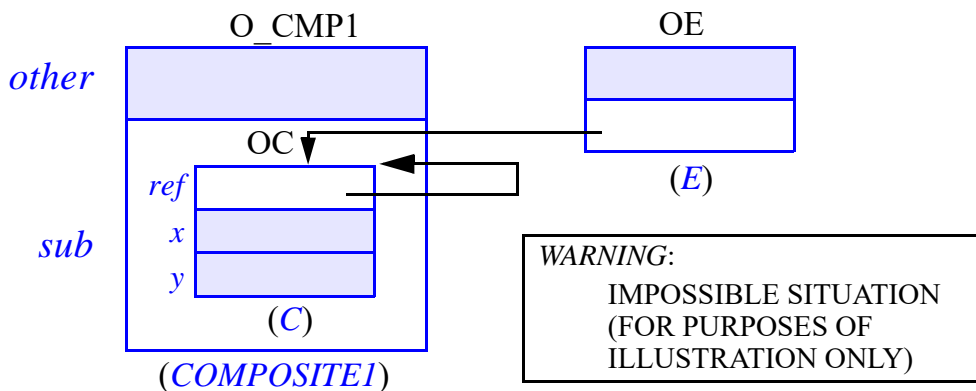 O_CMP1
OE
other
OC
ref
(E)
x
sub
y
WARNING:
IMPOSSIBLE SITUATION
(FOR PURPOSES OF
ILLUSTRATION ONLY)
(C)
(COMPOSITE1)